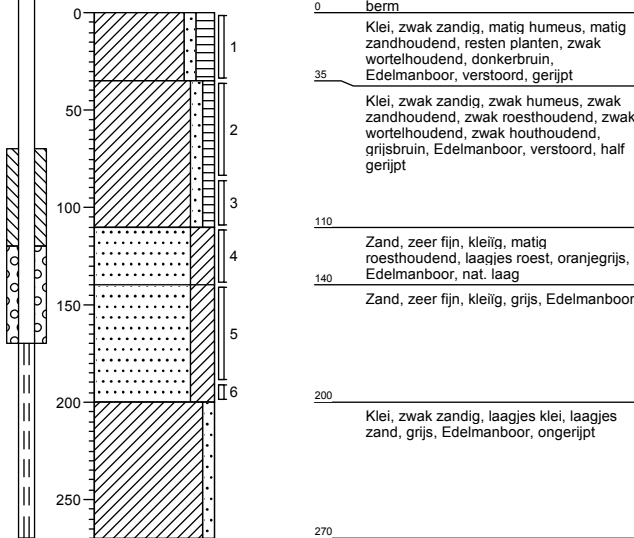 0
50
100
150
200
250
1
2
3
4
5
6
0 berm
Klei, zwak zandig, matig humeus, matig
zandhoudend, resten planten, zwak
wortelhoudend, donkerbruin,
Edelmanboor, verstoord, gerijpt
35
Klei, zwak zandig, zwak humeus, zwak
zandhoudend, zwak roesthoudend, zwak
wortelhoudend, zwak houthoudend,
grijsbruin, Edelmanboor, verstoord, half
gerijpt
110
Zand, zeer fijn, kleiïg, matig
roesthoudend, laagjes roest, oranjegrijs,
Edelmanboor, nat. laag
140
Zand, zeer fijn, kleiïg, grijs, Edelmanboor
200
Klei, zwak zandig, laagjes klei, laagjes
zand, grijs, Edelmanboor, ongerijpt
270